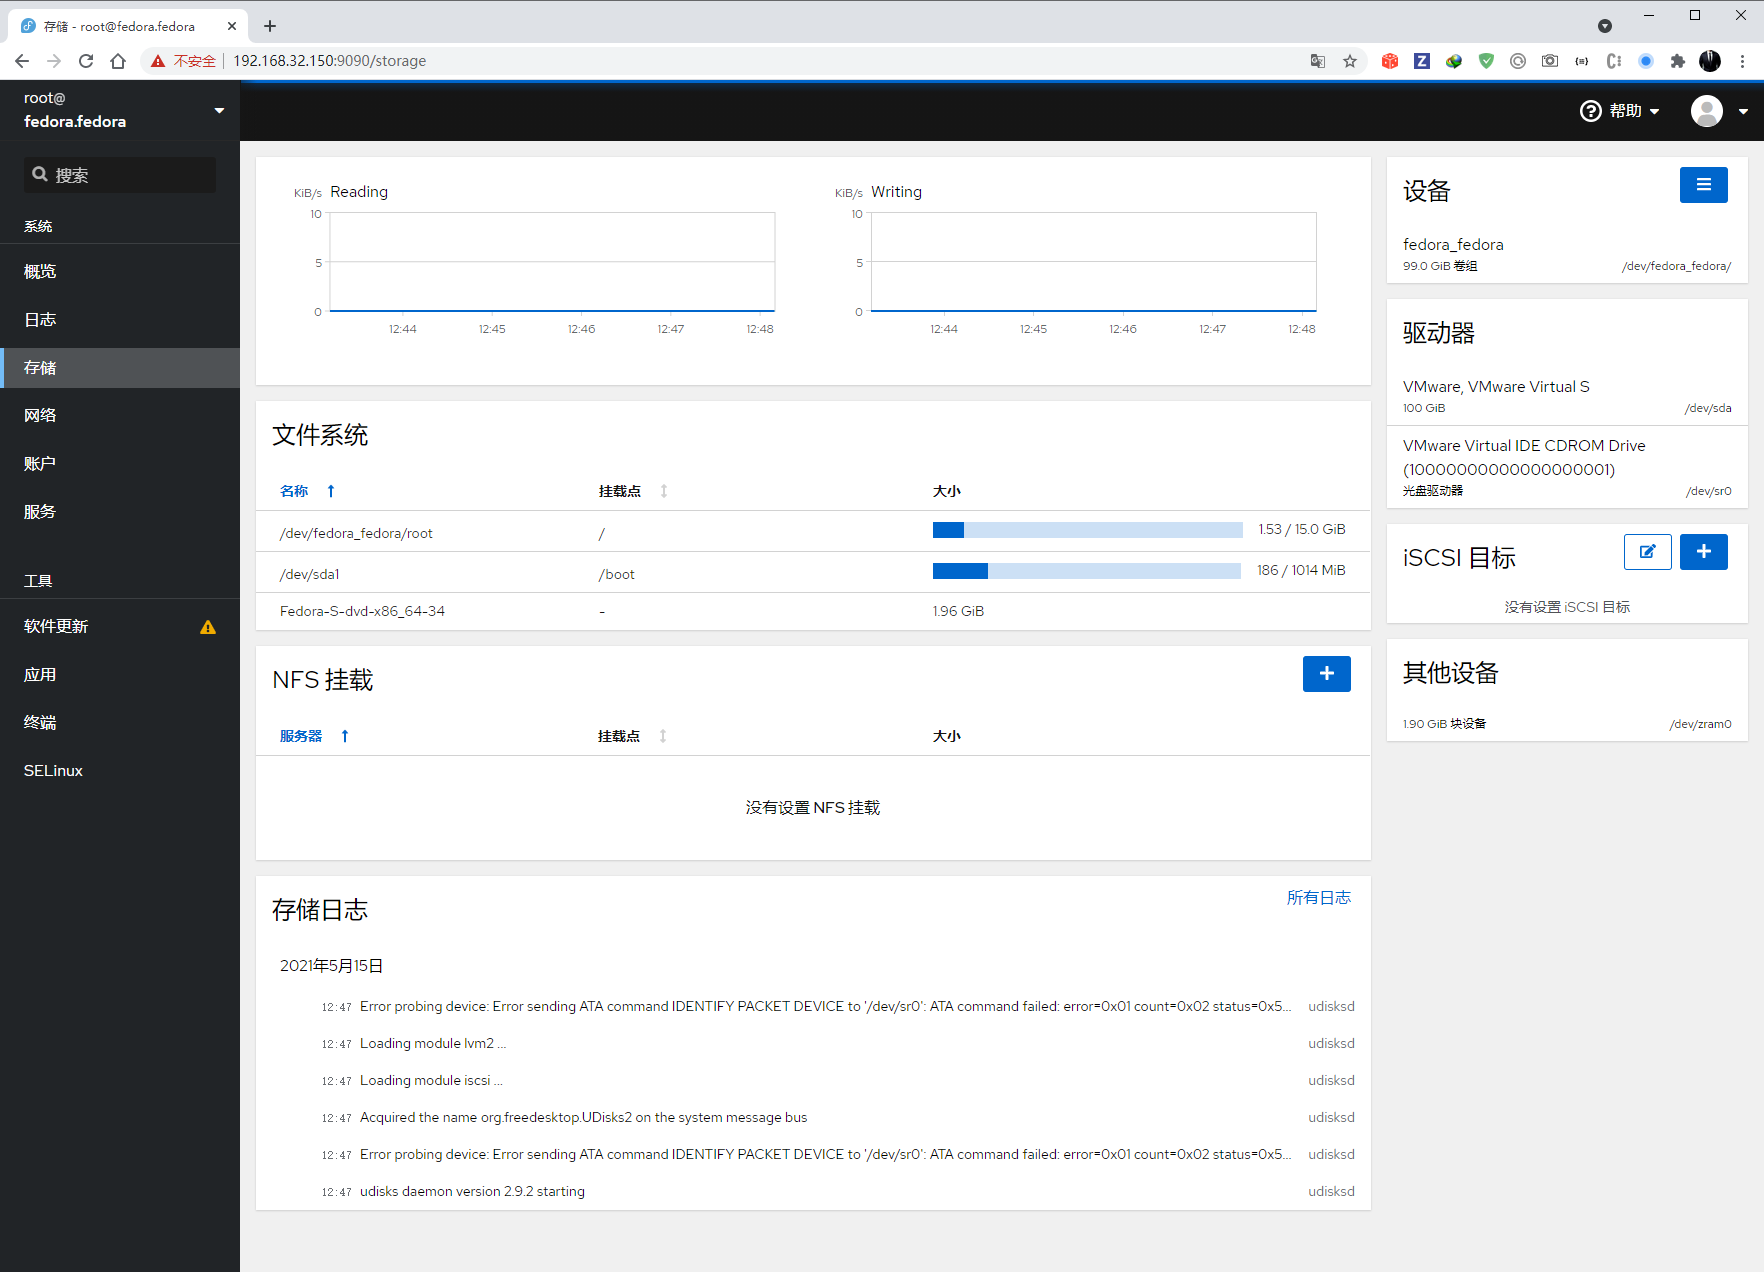 存储 - root@fedora.fedora
不安全
192.168.32.150:9090/storage
root@
fedora.fedora
帮助
搜索
系统
概览
日志
存储
网络
账户
服务
工具
软件更新
应用
终端
SELinux
KiB/s Reading
10
5
0
12:44 12:45 12:46 12:47 12:48
KiB/s Writing
10
5
0
12:44 12:45 12:46 12:47 12:48
文件系统
名称 挂载点 大小
/dev/fedora_fedora/root / 1.53 / 15.0 GiB
/dev/sda1 /boot 186 / 1014 MiB
Fedora-S-dvd-x86_64-34 - 1.96 GiB
NFS 挂载
服务器 挂载点 大小
没有设置 NFS 挂载
存储日志
所有日志
2021年5月15日
12:47 Error probing device: Error sending ATA command IDENTIFY PACKET DEVICE to '/dev/sr0': ATA command failed: error=0x01 count=0x02 status=0x5... udisksd
12:47 Loading module lvm2 ... udisksd
12:47 Loading module iscsi ... udisksd
12:47 Acquired the name org.freedesktop.UDisks2 on the system message bus udisksd
12:47 Error probing device: Error sending ATA command IDENTIFY PACKET DEVICE to '/dev/sr0': ATA command failed: error=0x01 count=0x02 status=0x5... udisksd
12:47 udisks daemon version 2.9.2 starting udisksd
设备
fedora_fedora
99.0 GiB 卷组 /dev/fedora_fedora/
驱动器
VMware, VMware Virtual S
100 GiB /dev/sda
VMware Virtual IDE CDROM Drive
(10000000000000000001)
光盘驱动器 /dev/sr0
iSCSI 目标
没有设置 iSCSI 目标
其他设备
1.90 GiB 块设备 /dev/zram0